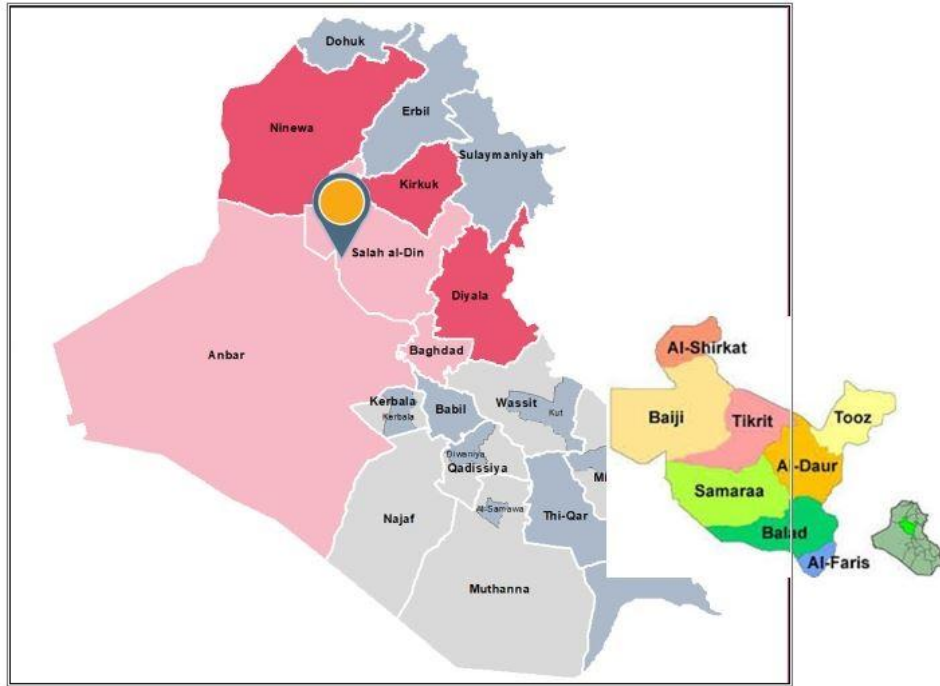 Dohuk
Ninewa
Erbil
Sulaymaniyah
Kirkuk
Salah al-Din
Diyala
Anbar
Baghdad
Kerbala
Kerbala
Babil
Wassit
Kut
Diwaniya
Qadissiya
Najaf
Al-Samawa
Thi-Qar
Muthanna
Al-Shirkat
Baiji
Tikrit
Tooz
Al-Daur
Samaraa
Balad
Al-Faris